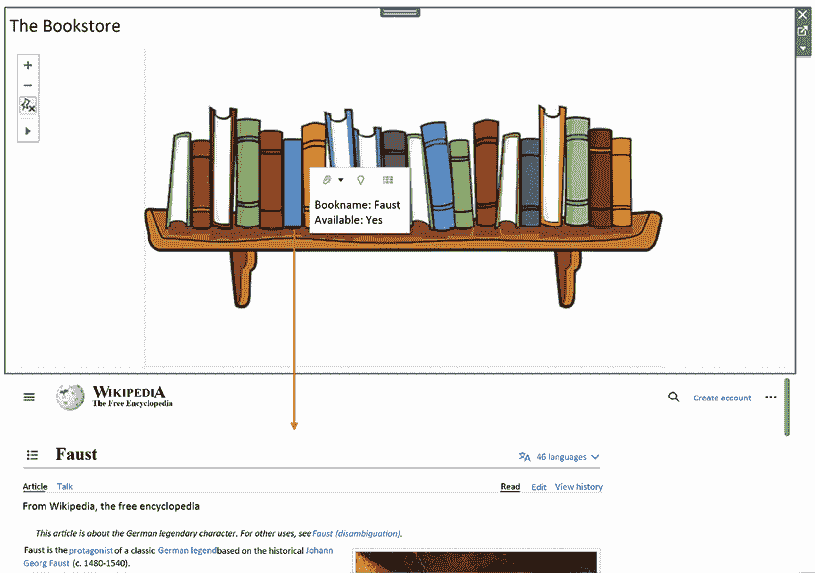 The Bookstore
Bookname: Faust
Available: Yes
WIKIPEDIA
The Free Encyclopedia
Create account
Faust
46 languages
Article Talk Read Edit View history
From Wikipedia, the free encyclopedia
This article is about the German legendary character. For other uses, see Faust (disambiguation).
Faust is the protagonist of a classic German legend based on the historical Johann
Georg Faust (c. 1480-1540).